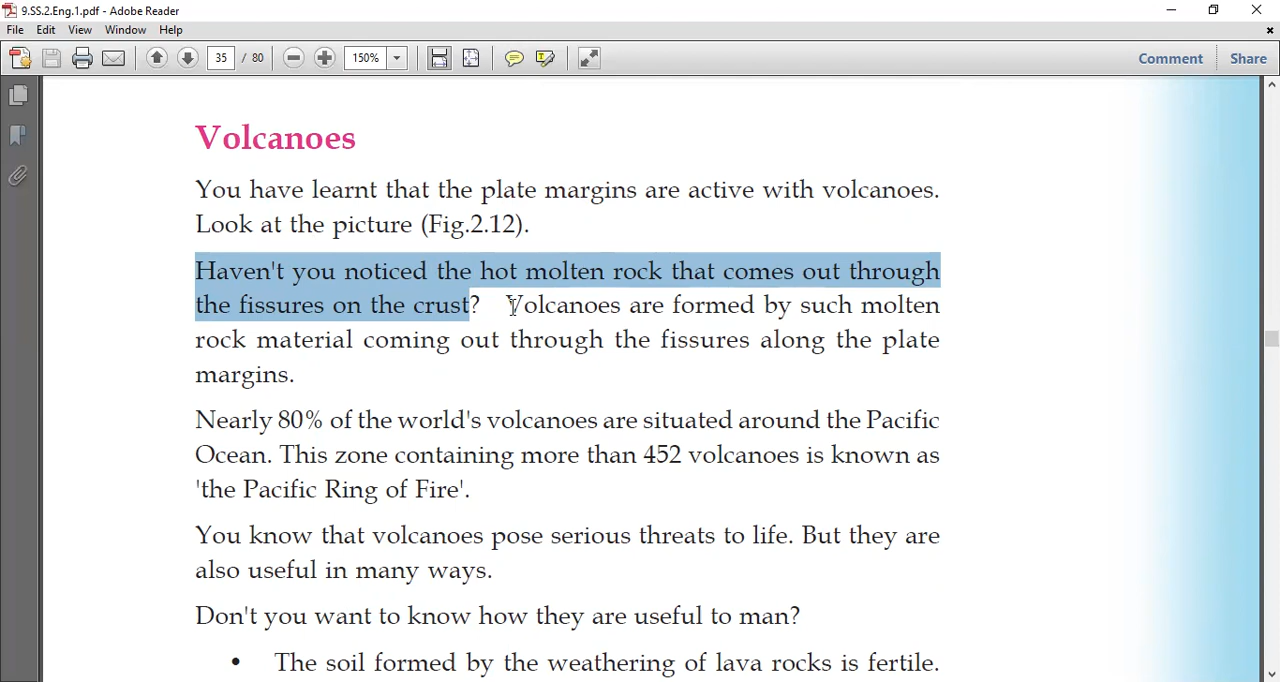 9.SS.2.Eng.1.pdf - Adobe Reader
File Edit View Window Help
35 / 80 150% Comment Share
Volcanoes
You have learnt that the plate margins are active with volcanoes.
Look at the picture (Fig.2.12).
Haven't you noticed the hot molten rock that comes out through
the fissures on the crust? Volcanoes are formed by such molten
rock material coming out through the fissures along the plate
margins.
Nearly 80% of the world's volcanoes are situated around the Pacific
Ocean. This zone containing more than 452 volcanoes is known as
'the Pacific Ring of Fire'.
You know that volcanoes pose serious threats to life. But they are
also useful in many ways.
Don't you want to know how they are useful to man?
• The soil formed by the weathering of lava rocks is fertile.